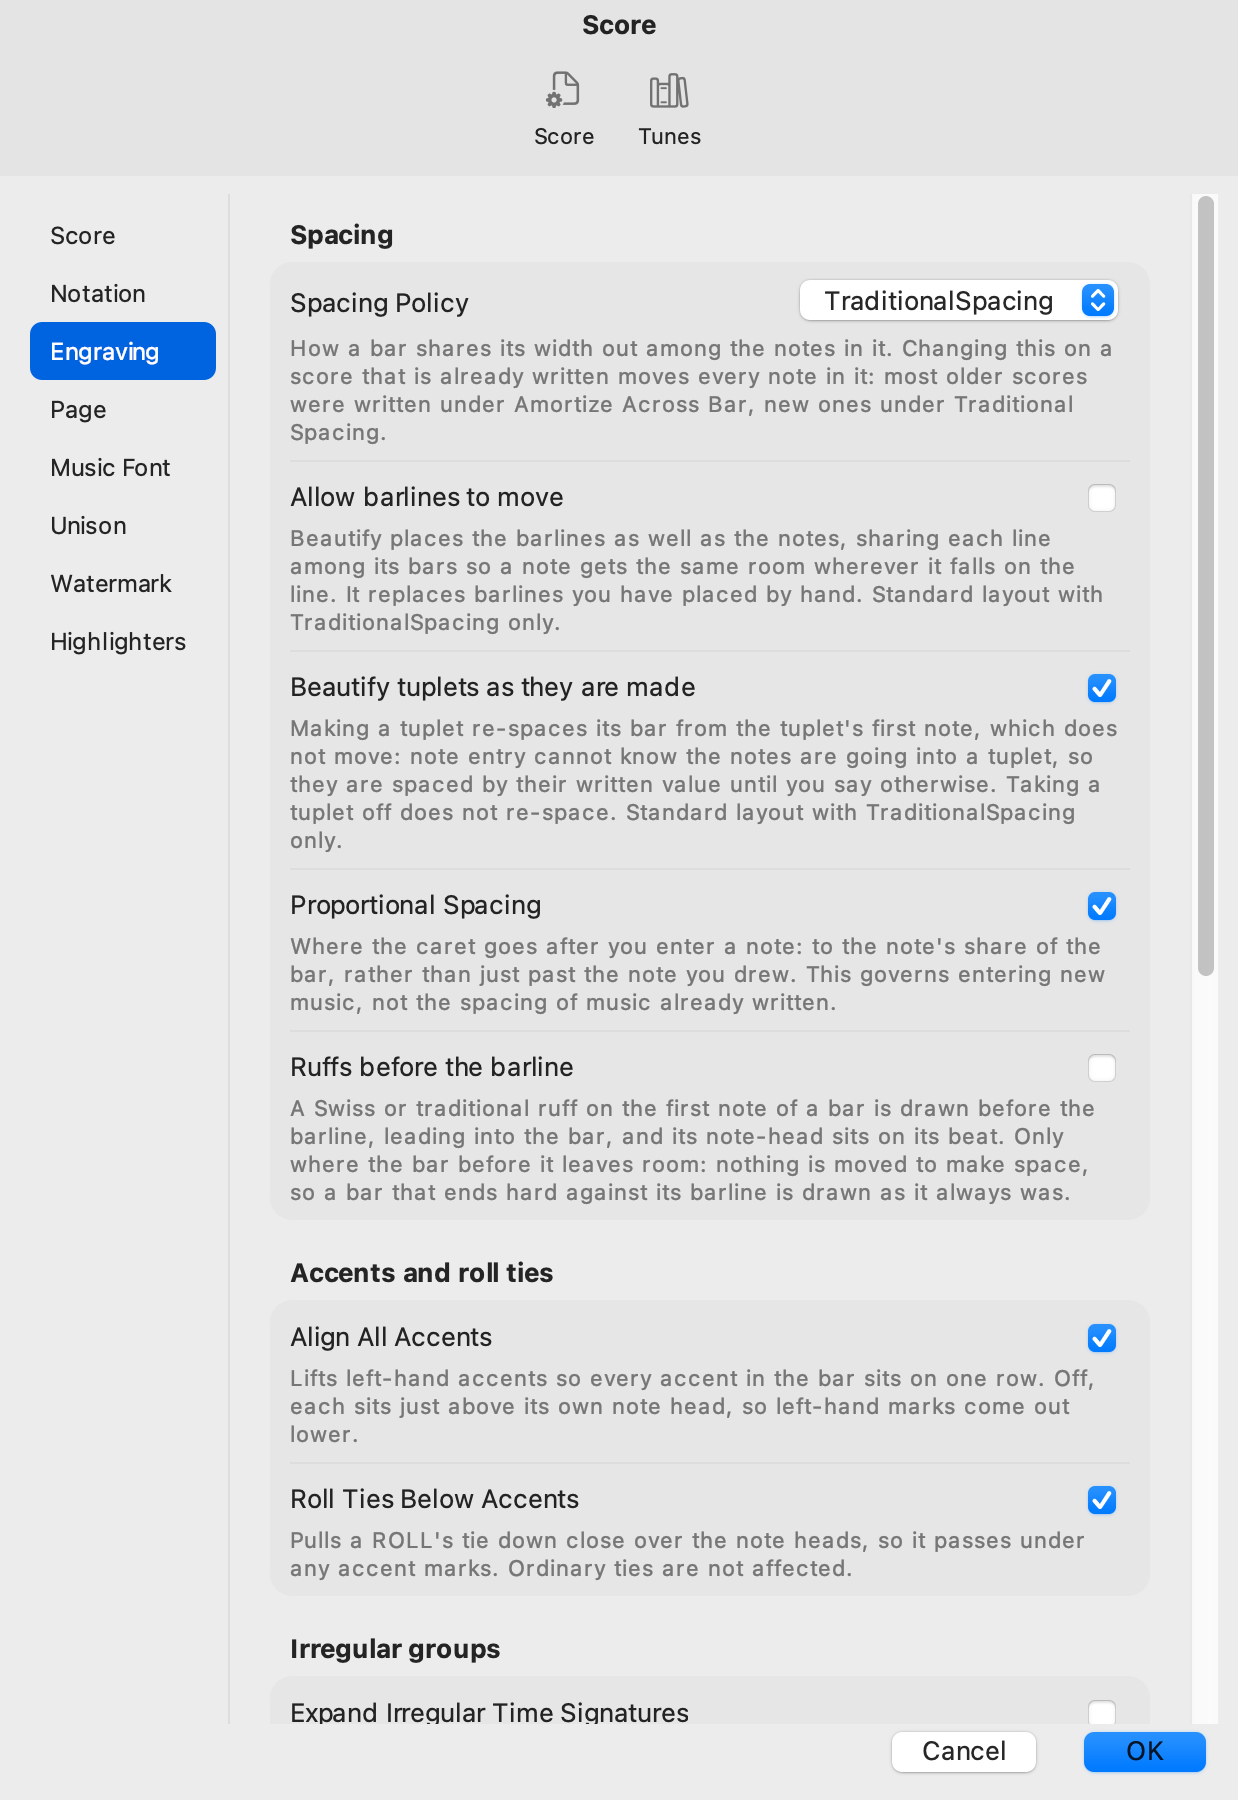 Score
Score
Tunes
Score
Notation
Engraving
Page
Music Font
Unison
Watermark
Highlighters
Spacing
Spacing Policy
TraditionalSpacing
How a bar shares its width out among the notes in it. Changing this on a
score that is already written moves every note in it: most older scores
were written under Amortize Across Bar, new ones under Traditional
Spacing.
Allow barlines to move
Beautify places the barlines as well as the notes, sharing each line
among its bars so a note gets the same room wherever it falls on the
line. It replaces barlines you have placed by hand. Standard layout with
TraditionalSpacing only.
Beautify tuplets as they are made
Making a tuplet re-spaces its bar from the tuplet's first note, which does
not move: note entry cannot know the notes are going into a tuplet, so
they are spaced by their written value until you say otherwise. Taking a
tuplet off does not re-space. Standard layout with TraditionalSpacing
only.
Proportional Spacing
Where the caret goes after you enter a note: to the note's share of the
bar, rather than just past the note you drew. This governs entering new
music, not the spacing of music already written.
Ruffs before the barline
A Swiss or traditional ruff on the first note of a bar is drawn before the
barline, leading into the bar, and its note-head sits on its beat. Only
where the bar before it leaves room: nothing is moved to make space,
so a bar that ends hard against its barline is drawn as it always was.
Accents and roll ties
Align All Accents
Lifts left-hand accents so every accent in the bar sits on one row. Off,
each sits just above its own note head, so left-hand marks come out
lower.
Roll Ties Below Accents
Pulls a ROLL's tie down close over the note heads, so it passes under
any accent marks. Ordinary ties are not affected.
Irregular groups
Expand Irregular Time Signatures
Cancel
OK